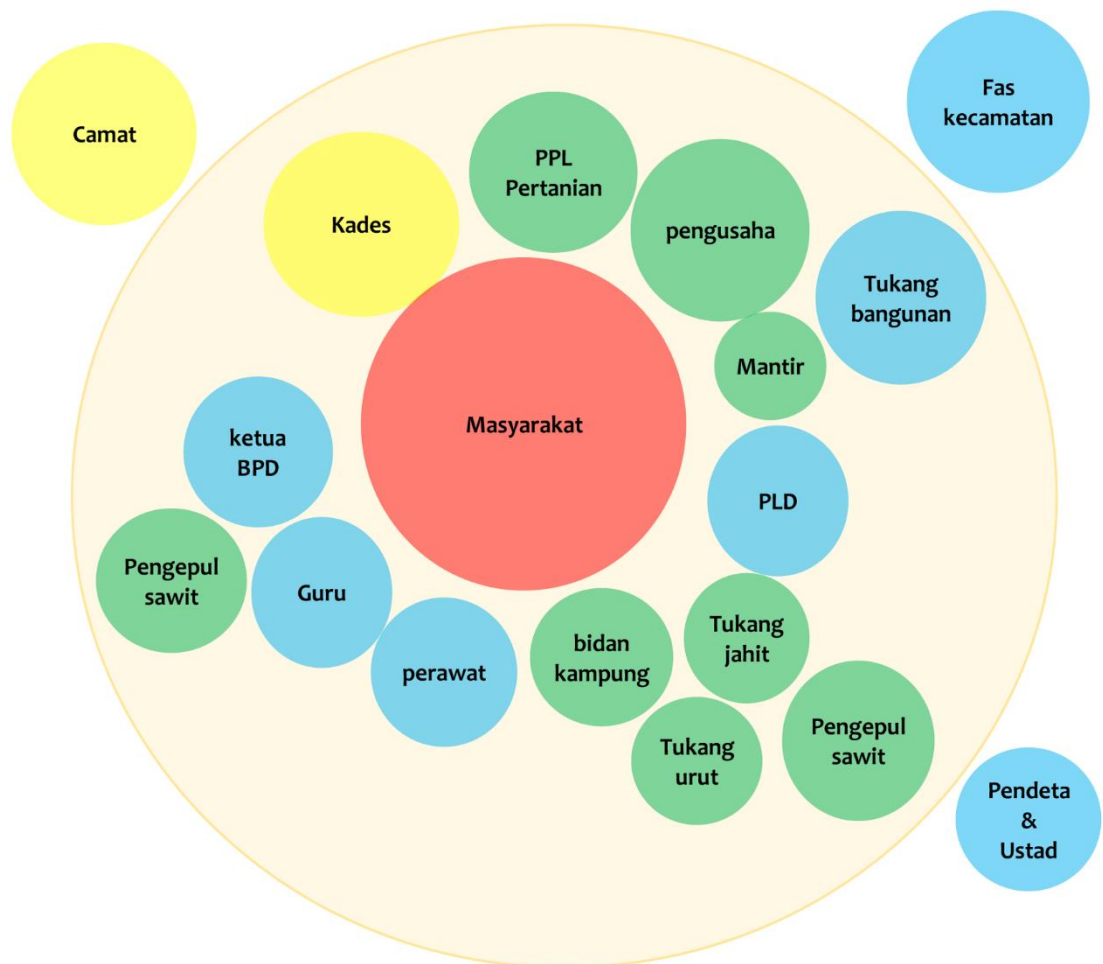 Camat
Fas
kecamatan
Kades
PPL
Pertanian
pengusaha
Tukang
bangunan
Mantir
Masyarakat
ketua
BPD
PLD
Pengepul
sawit
Guru
perawat
bidan
kampung
Tukang
jahit
Tukang
urut
Pengepul
sawit
Pendeta
&
Ustad